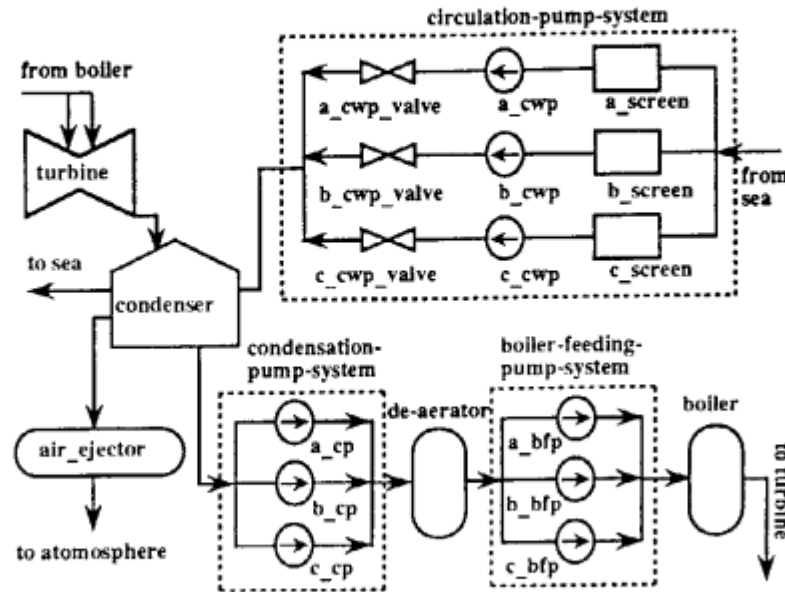 circulation-pump-system
from boiler
turbine
a_cwp_valve
a_cwp
a_screen
b_cwp_valve
b_cwp
b_screen
from
sea
c_cwp_valve
c_cwp
c_screen
to sea
condenser
condensation-
pump-system
boiler-feeding-
pump-system
air_ejector
de-aerator
boiler
a_cp
b_cp
c_cp
a_bfp
b_bfp
c_bfp
to turbine
to atomosphere